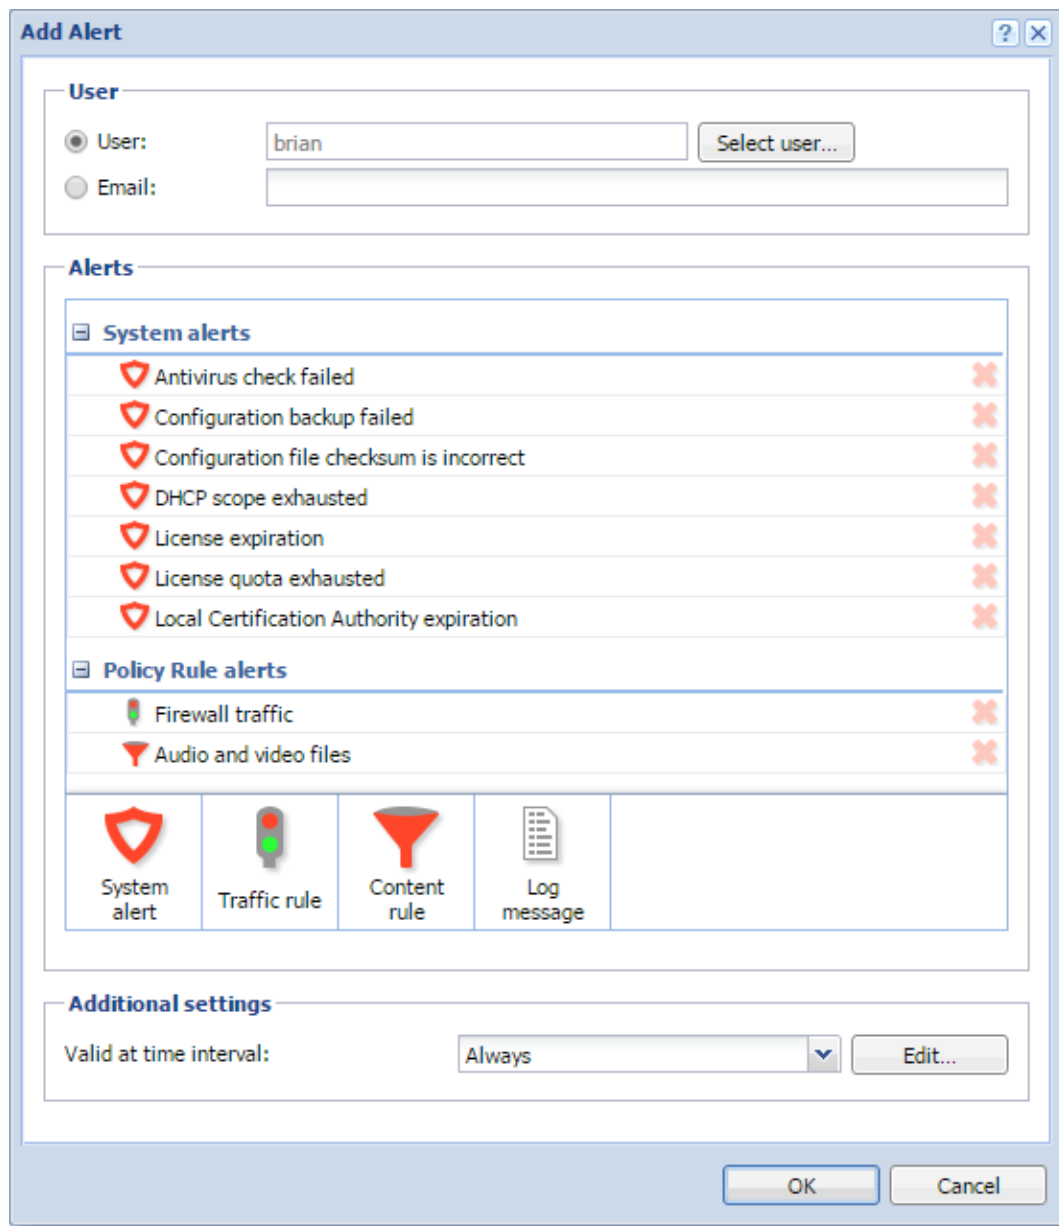 Add Alert
?
User
User:
brian
Select user...
Email:
Alerts
System alerts
Antivirus check failed
Configuration backup failed
Configuration file checksum is incorrect
DHCP scope exhausted
License expiration
License quota exhausted
Local Certification Authority expiration
Policy Rule alerts
Firewall traffic
Audio and video files
System
alert
Traffic rule
Content
rule
Log
message
Additional settings
Valid at time interval:
Always
Edit...
OK
Cancel